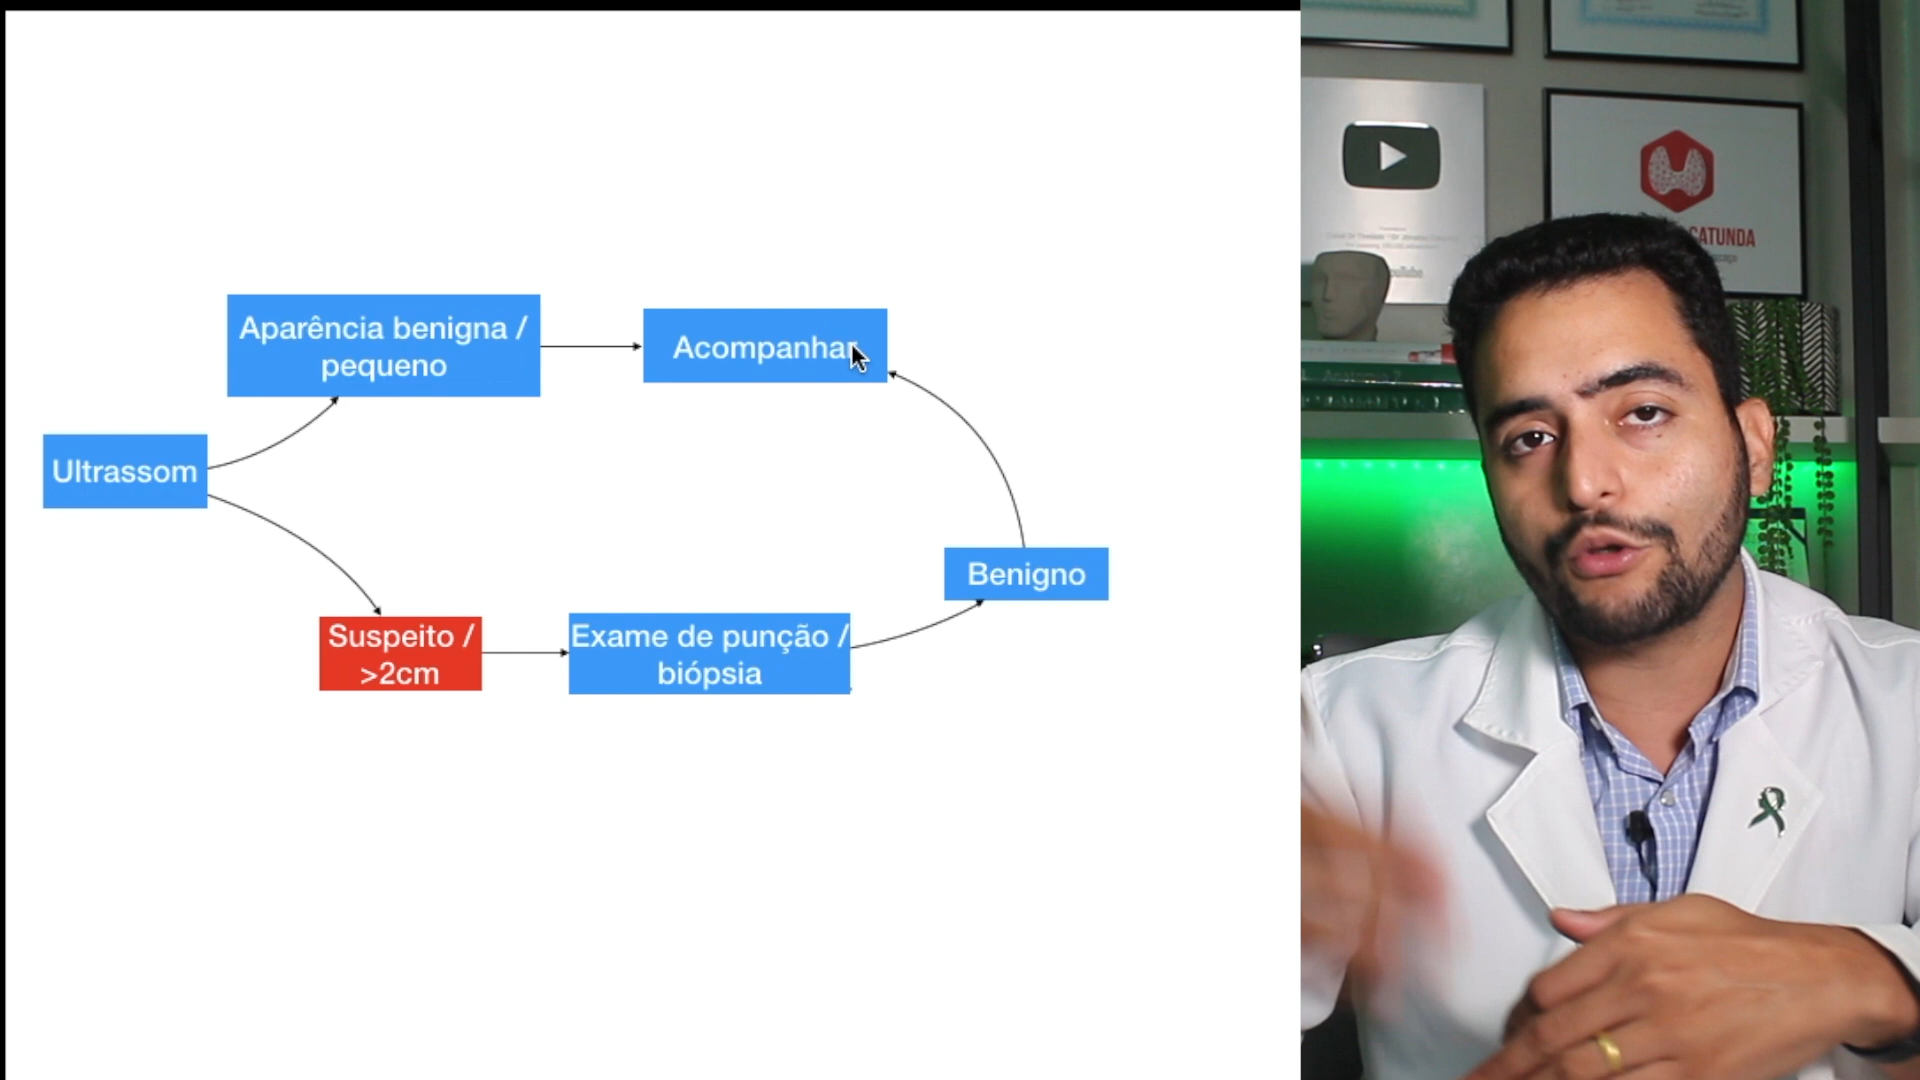 Aparência benigna /
pequeno
Acompanhar
Ultrassom
Suspeito /
>2cm
Exame de punção /
biópsia
Benigno
CATUNDA